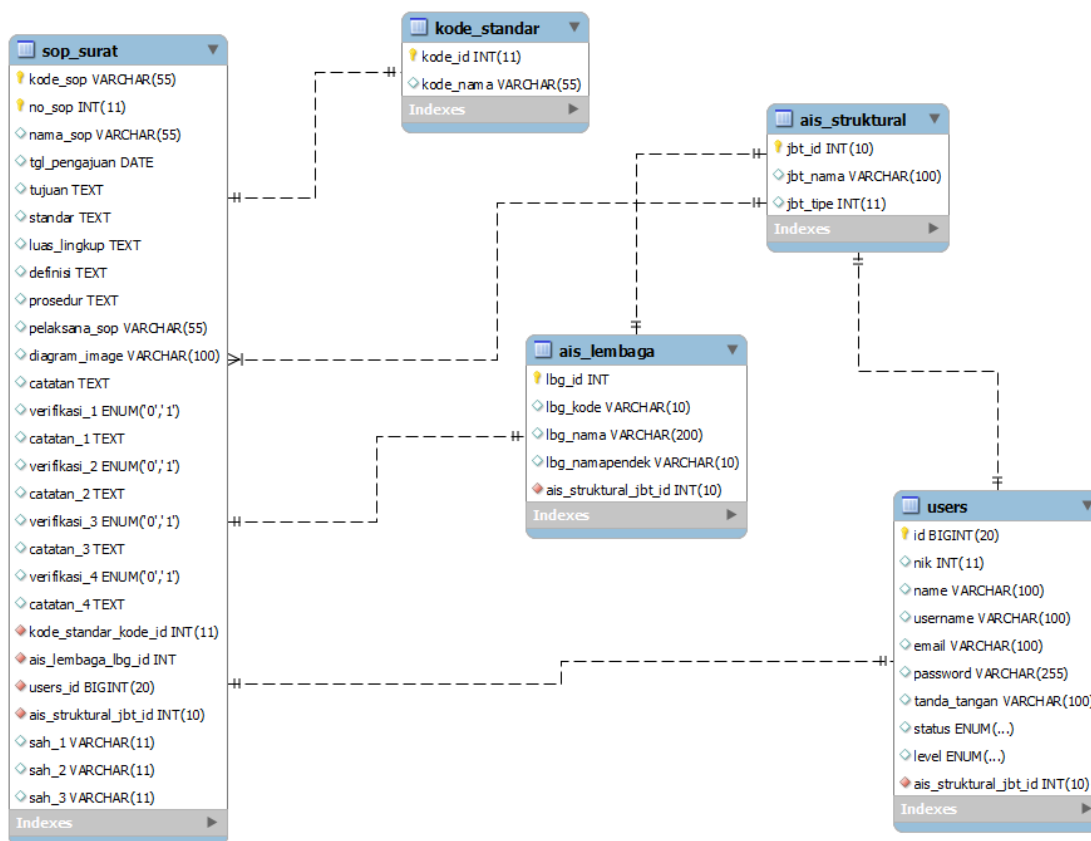 sop_surat
kode_sop VARCHAR(55)
no_sop INT(11)
nama_sop VARCHAR(55)
tgl_pengajuan DATE
tujuan TEXT
standar TEXT
luas_lingkup TEXT
definisi TEXT
prosedur TEXT
pelaksana_sop VARCHAR(55)
diagram_image VARCHAR(100)
catatan TEXT
verifikasi_1 ENUM('0','1')
catatan_1 TEXT
verifikasi_2 ENUM('0','1')
catatan_2 TEXT
verifikasi_3 ENUM('0','1')
catatan_3 TEXT
verifikasi_4 ENUM('0','1')
catatan_4 TEXT
kode_standar_kode_id INT(11)
ais_lembaga_lbg_id INT
users_id BIGINT(20)
ais_struktural_jbt_id INT(10)
sah_1 VARCHAR(11)
sah_2 VARCHAR(11)
sah_3 VARCHAR(11)
Indexes
kode_standar
kode_id INT(11)
kode_nama VARCHAR(55)
Indexes
ais_struktural
jbt_id INT(10)
jbt_nama VARCHAR(100)
jbt_tipe INT(11)
Indexes
ais_lembaga
lbg_id INT
lbg_kode VARCHAR(10)
lbg_nama VARCHAR(200)
lbg_namapendek VARCHAR(10)
ais_struktural_jbt_id INT(10)
Indexes
users
id BIGINT(20)
nik INT(11)
name VARCHAR(100)
username VARCHAR(100)
email VARCHAR(100)
password VARCHAR(255)
tanda_tangan VARCHAR(100)
status ENUM(...)
level ENUM(...)
ais_struktural_jbt_id INT(10)
Indexes